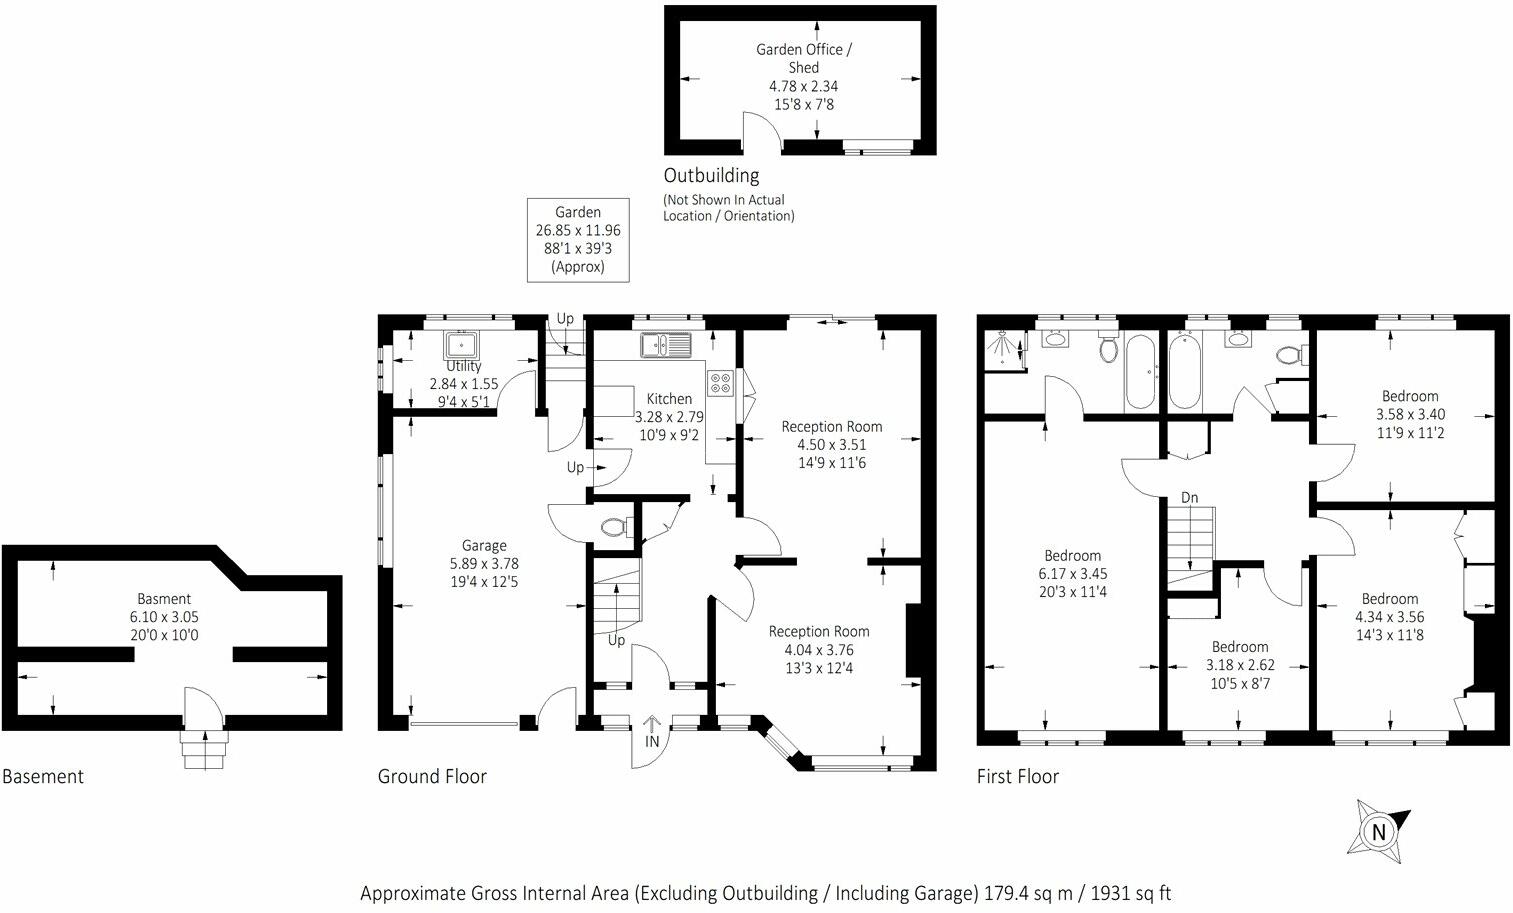 Garden Office /
Shed
4.78 x 2.34
15'8 x 7'8
Outbuilding
(Not Shown In Actual
Location / Orientation)
Garden
26.85 x 11.96
88'1 x 39'3
(Approx)
Up
Utility
2.84 x 1.55
9'4 x 5'1
Kitchen
3.28 x 2.79
10'9 x 9'2
Up
Reception Room
4.50 x 3.51
14'9 x 11'6
Garage
5.89 x 3.78
19'4 x 12'5
Up
Reception Room
4.04 x 3.76
13'3 x 12'4
IN
Ground Floor
Basment
6.10 x 3.05
20'0 x 10'0
Basement
Bedroom
3.58 x 3.40
11'9 x 11'2
Dn
Bedroom
6.17 x 3.45
20'3 x 11'4
Bedroom
4.34 x 3.56
14'3 x 11'8
Bedroom
3.18 x 2.62
10'5 x 8'7
First Floor
N
Approximate Gross Internal Area (Excluding Outbuilding / Including Garage) 179.4 sq m / 1931 sq ft